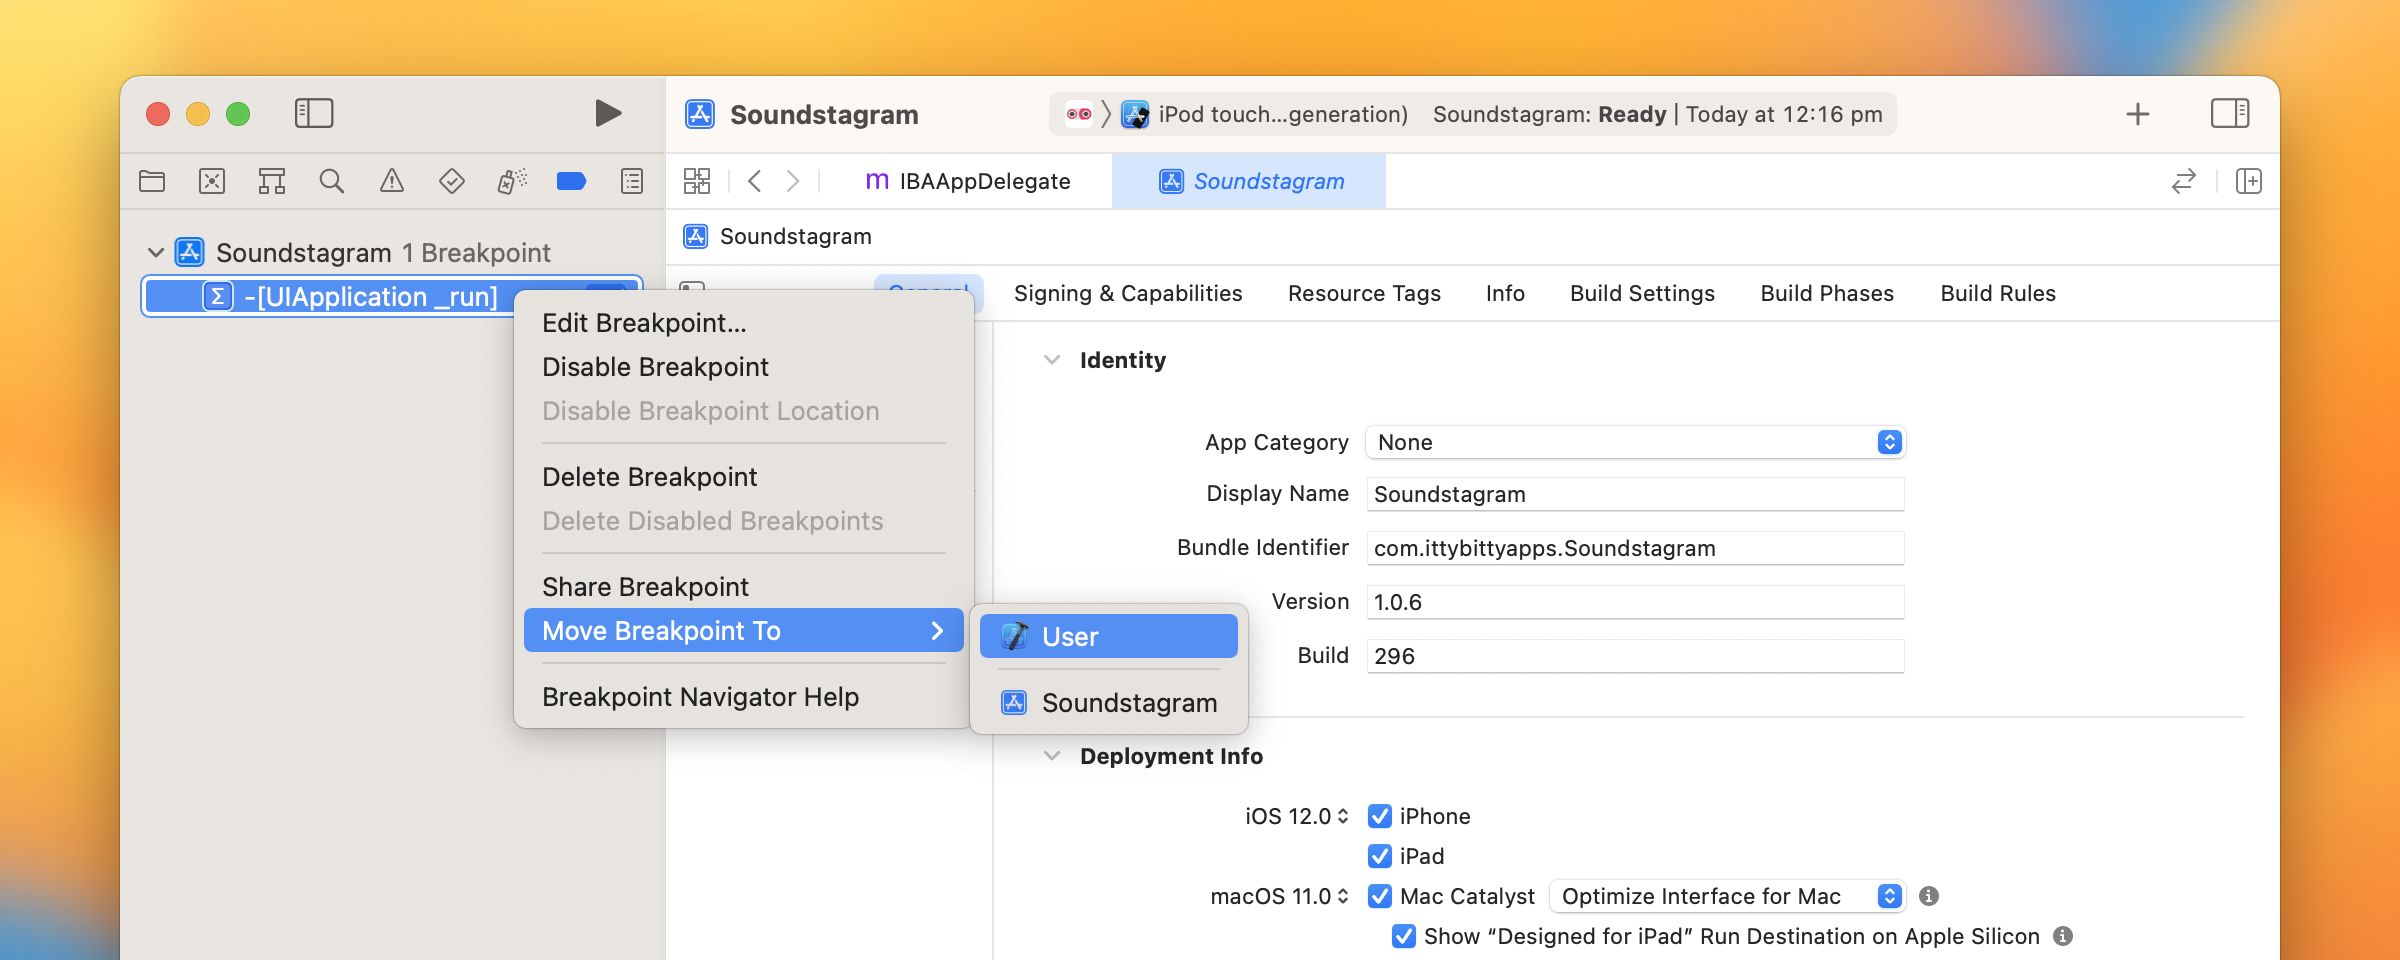 Soundstagram
iPod touch...generation)
Soundstagram: Ready | Today at 12:16 pm
IBAAppDelegate
Soundstagram
Soundstagram 1 Breakpoint
-[UIApplication _run]
Soundstagram
General
Signing & Capabilities
Resource Tags
Info
Build Settings
Build Phases
Build Rules
Edit Breakpoint...
Disable Breakpoint
Disable Breakpoint Location
Delete Breakpoint
Delete Disabled Breakpoints
Share Breakpoint
Move Breakpoint To
Breakpoint Navigator Help
User
Soundstagram
Identity
App Category None
Display Name Soundstagram
Bundle Identifier com.ittybittyapps.Soundstagram
Version 1.0.6
Build 296
Deployment Info
iOS 12.0 iPhone
iPad
macOS 11.0 Mac Catalyst Optimize Interface for Mac
Show “Designed for iPad” Run Destination on Apple Silicon